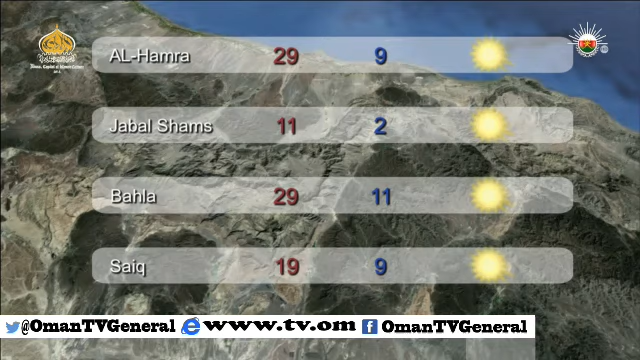 AL-Hamra 29 9
Jabal Shams 11 2
Bahla 29 11
Saiq 19 9
@OmanTVGeneral www.tv.om OmanTVGeneral